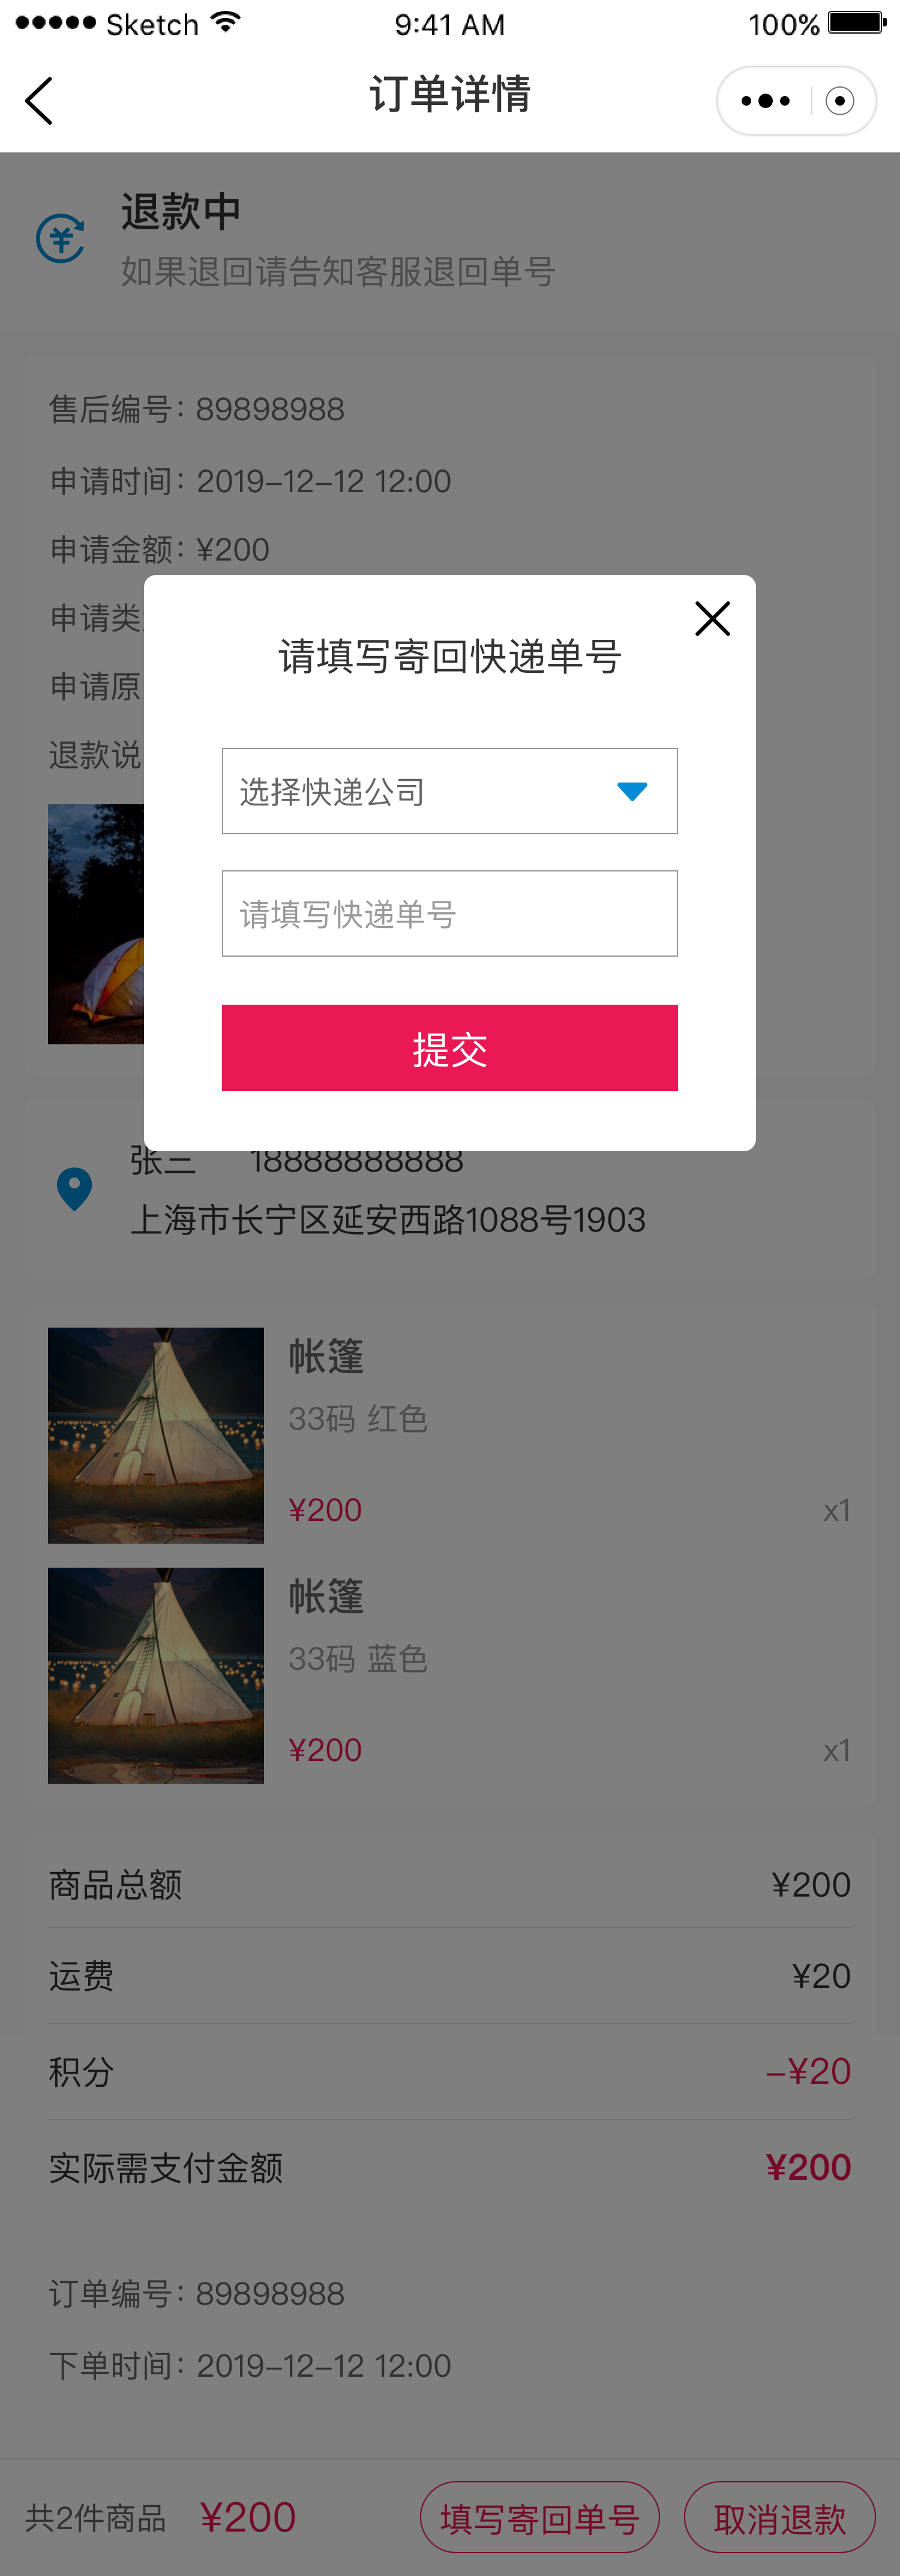 Sketch 9:41 AM 100%
订单详情
退款中
如果退回请告知客服退回单号
售后编号：89898988
申请时间：2019-12-12 12:00
申请金额：¥200
申请类
申请原
退款说
请填写寄回快递单号
选择快递公司
请填写快递单号
提交
张三 18888888888
上海市长宁区延安西路1088号1903
帐篷
33码 红色
¥200 x1
帐篷
33码 蓝色
¥200 x1
商品总额 ¥200
运费 ¥20
积分 -¥20
实际需支付金额 ¥200
订单编号：89898988
下单时间：2019-12-12 12:00
共2件商品 ¥200 填写寄回单号 取消退款